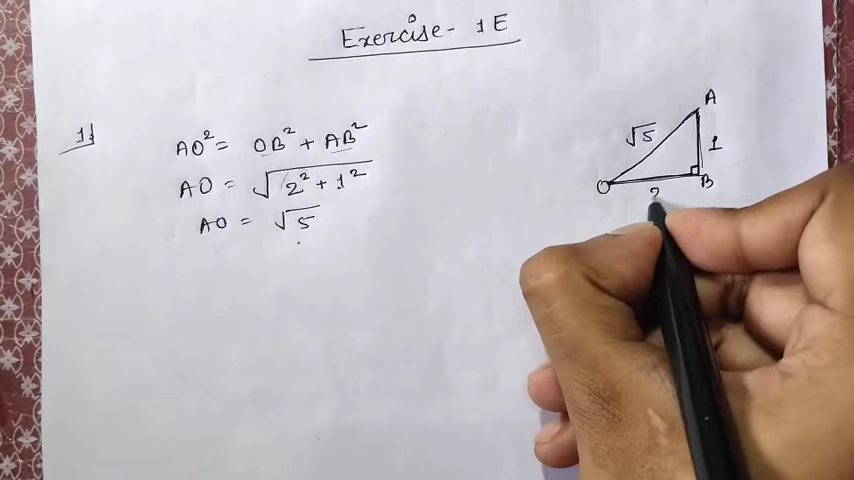 Exercise - 1E
1)
AO² = OB² + AB²
AO = √2² + 1²
AO = √5
A
√5
1
O
B
2